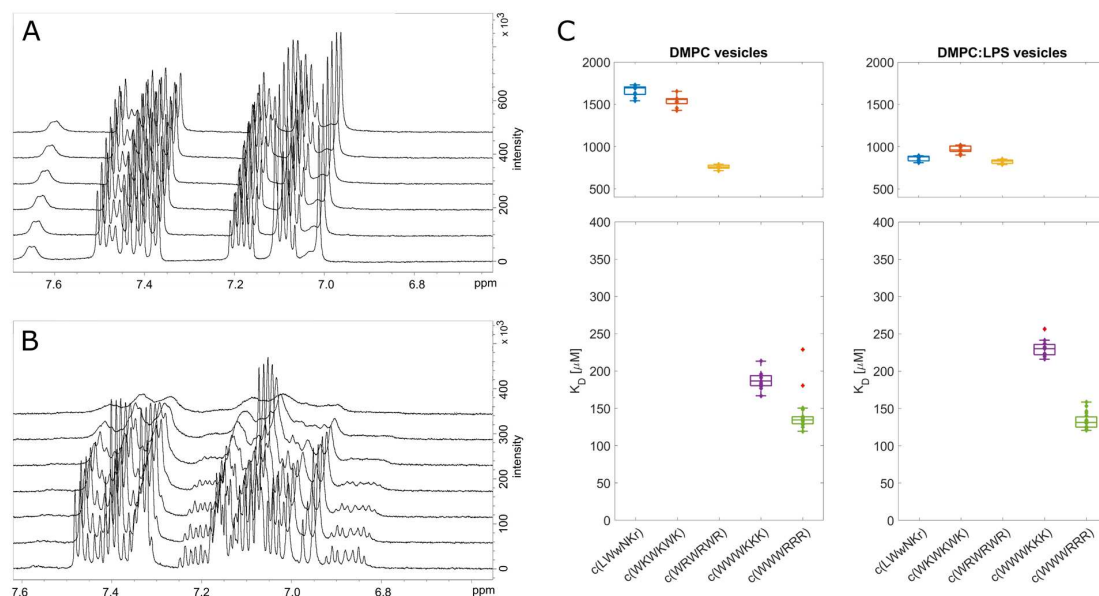 A
x 10³
600
400
intensity
200
0
7.6
7.4
7.2
7.0
6.8
ppm
B
x 10³
400
300
intensity
200
100
0
7.4
7.2
7.0
6.8
ppm
C
DMPC vesicles
2000
1500
1000
500
400
350
300
250
200
150
100
50
0
K_D [μM]
c(LWwNKr)
c(WKWKWK)
c(WRWRWR)
c(WWWKKK)
c(WWWRRR)
DMPC:LPS vesicles
2000
1500
1000
500
400
350
300
250
200
150
100
50
0
K_D [μM]
c(LWwNKr)
c(WKWKWK)
c(WRWRWR)
c(WWWKKK)
c(WWWRRR)